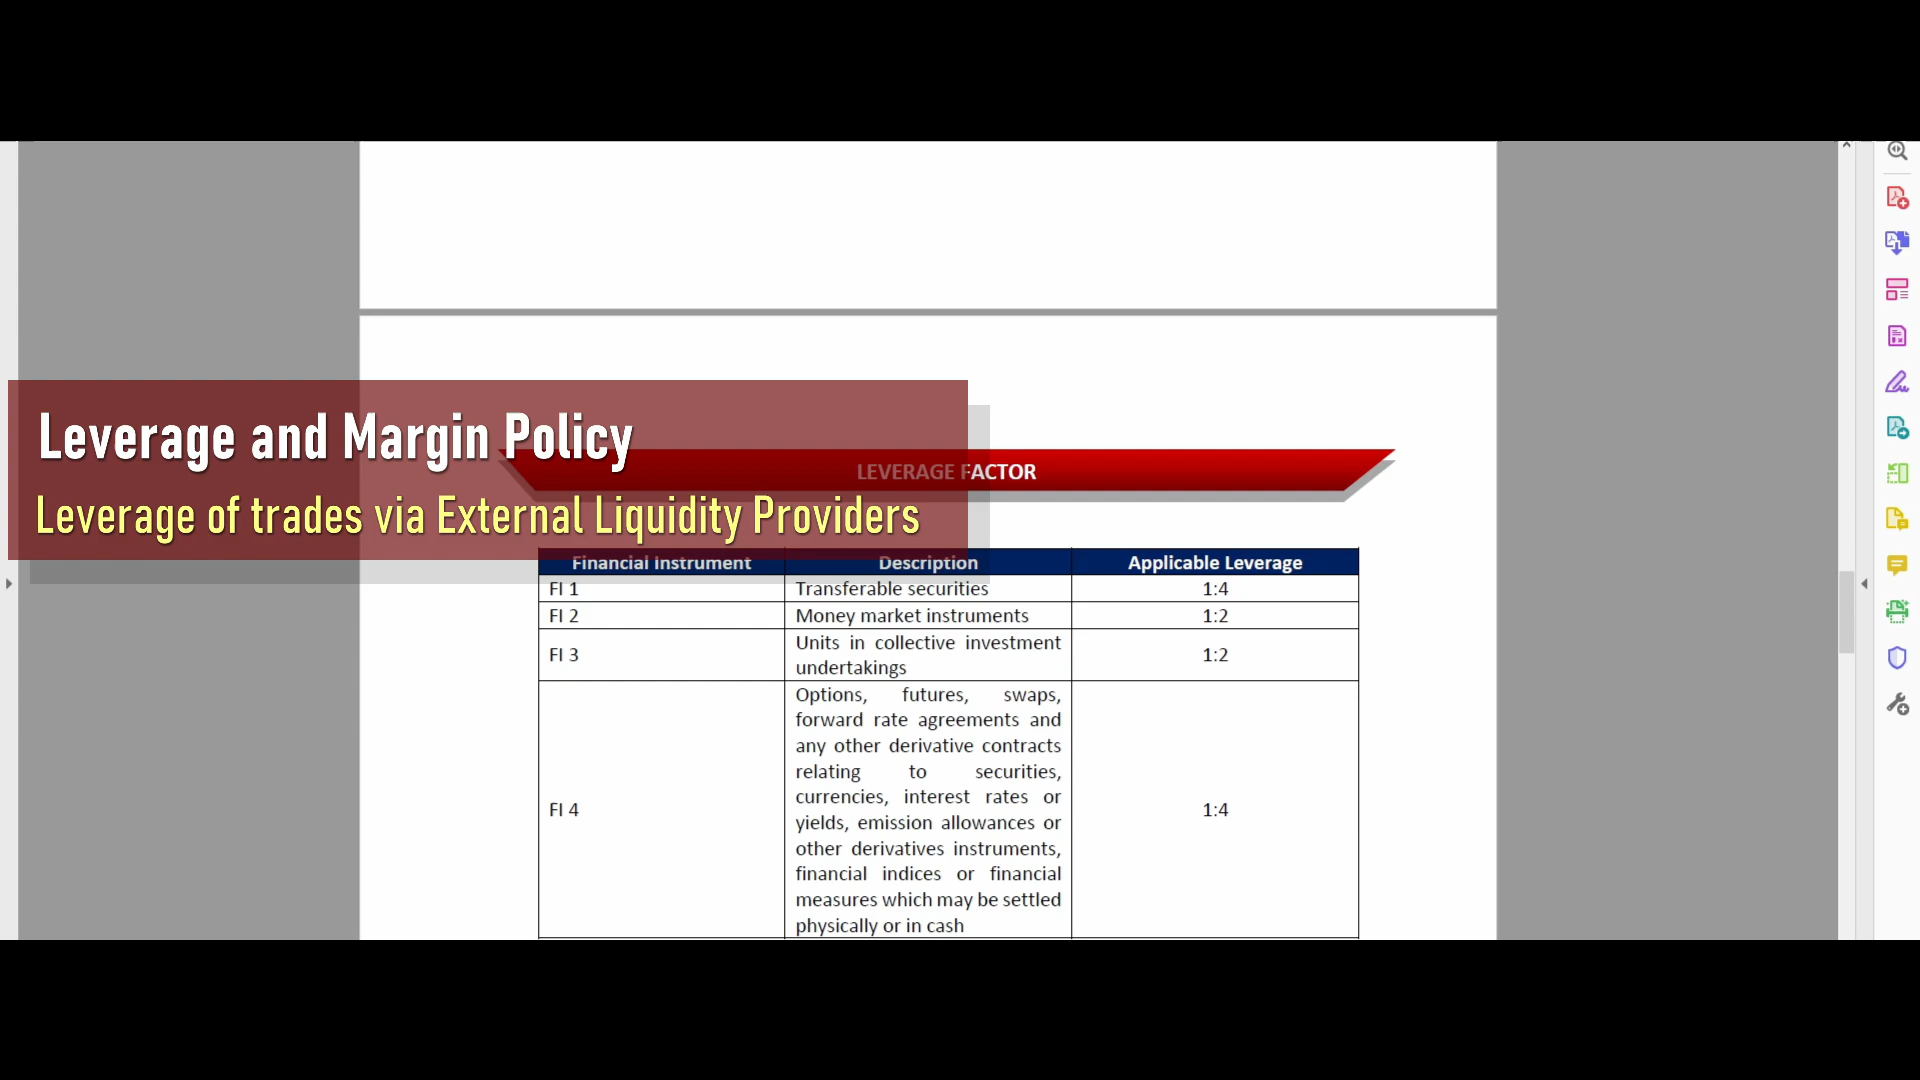 Leverage and Margin Policy
LEVERAGE FACTOR
Leverage of trades via External Liquidity Providers
Financial Instrument Description Applicable Leverage
FI 1 Transferable securities 1:4
FI 2 Money market instruments 1:2
Units in collective investment
FI 3 1:2
undertakings
Options, futures, swaps,
forward rate agreements and
any other derivative contracts
relating to securities,
currencies, interest rates or
FI 4 1:4
yields, emission allowances or
other derivatives instruments,
financial indices or financial
measures which may be settled
physically or in cash